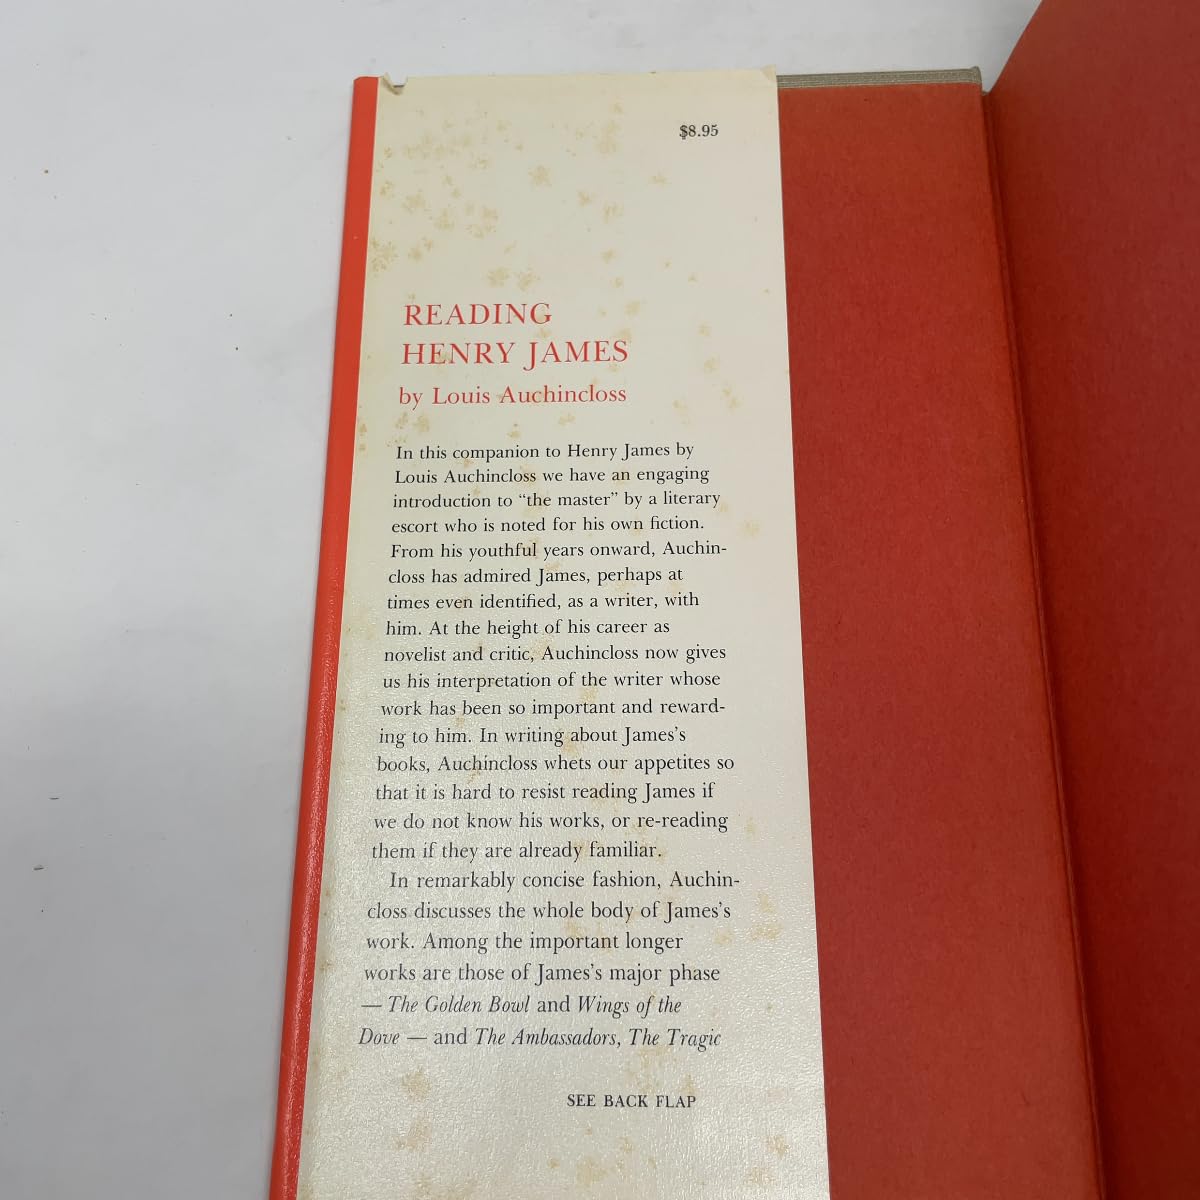 $8.95
READING
HENRY JAMES
by Louis Auchincloss
In this companion to Henry James by
Louis Auchincloss we have an engaging
introduction to “the master” by a literary
escort who is noted for his own fiction.
From his youthful years onward, Auchin-
closs has admired James, perhaps at
times even identified, as a writer, with
him. At the height of his career as
novelist and critic, Auchincloss now gives
us his interpretation of the writer whose
work has been so important and reward-
ing to him. In writing about James’s
books, Auchincloss whets our appetites so
that it is hard to resist reading James if
we do not know his works, or re-reading
them if they are already familiar.
In remarkably concise fashion, Auchin-
closs discusses the whole body of James’s
work. Among the important longer
works are those of James’s major phase
— The Golden Bowl and Wings of the
Dove — and The Ambassadors, The Tragic
SEE BACK FLAP